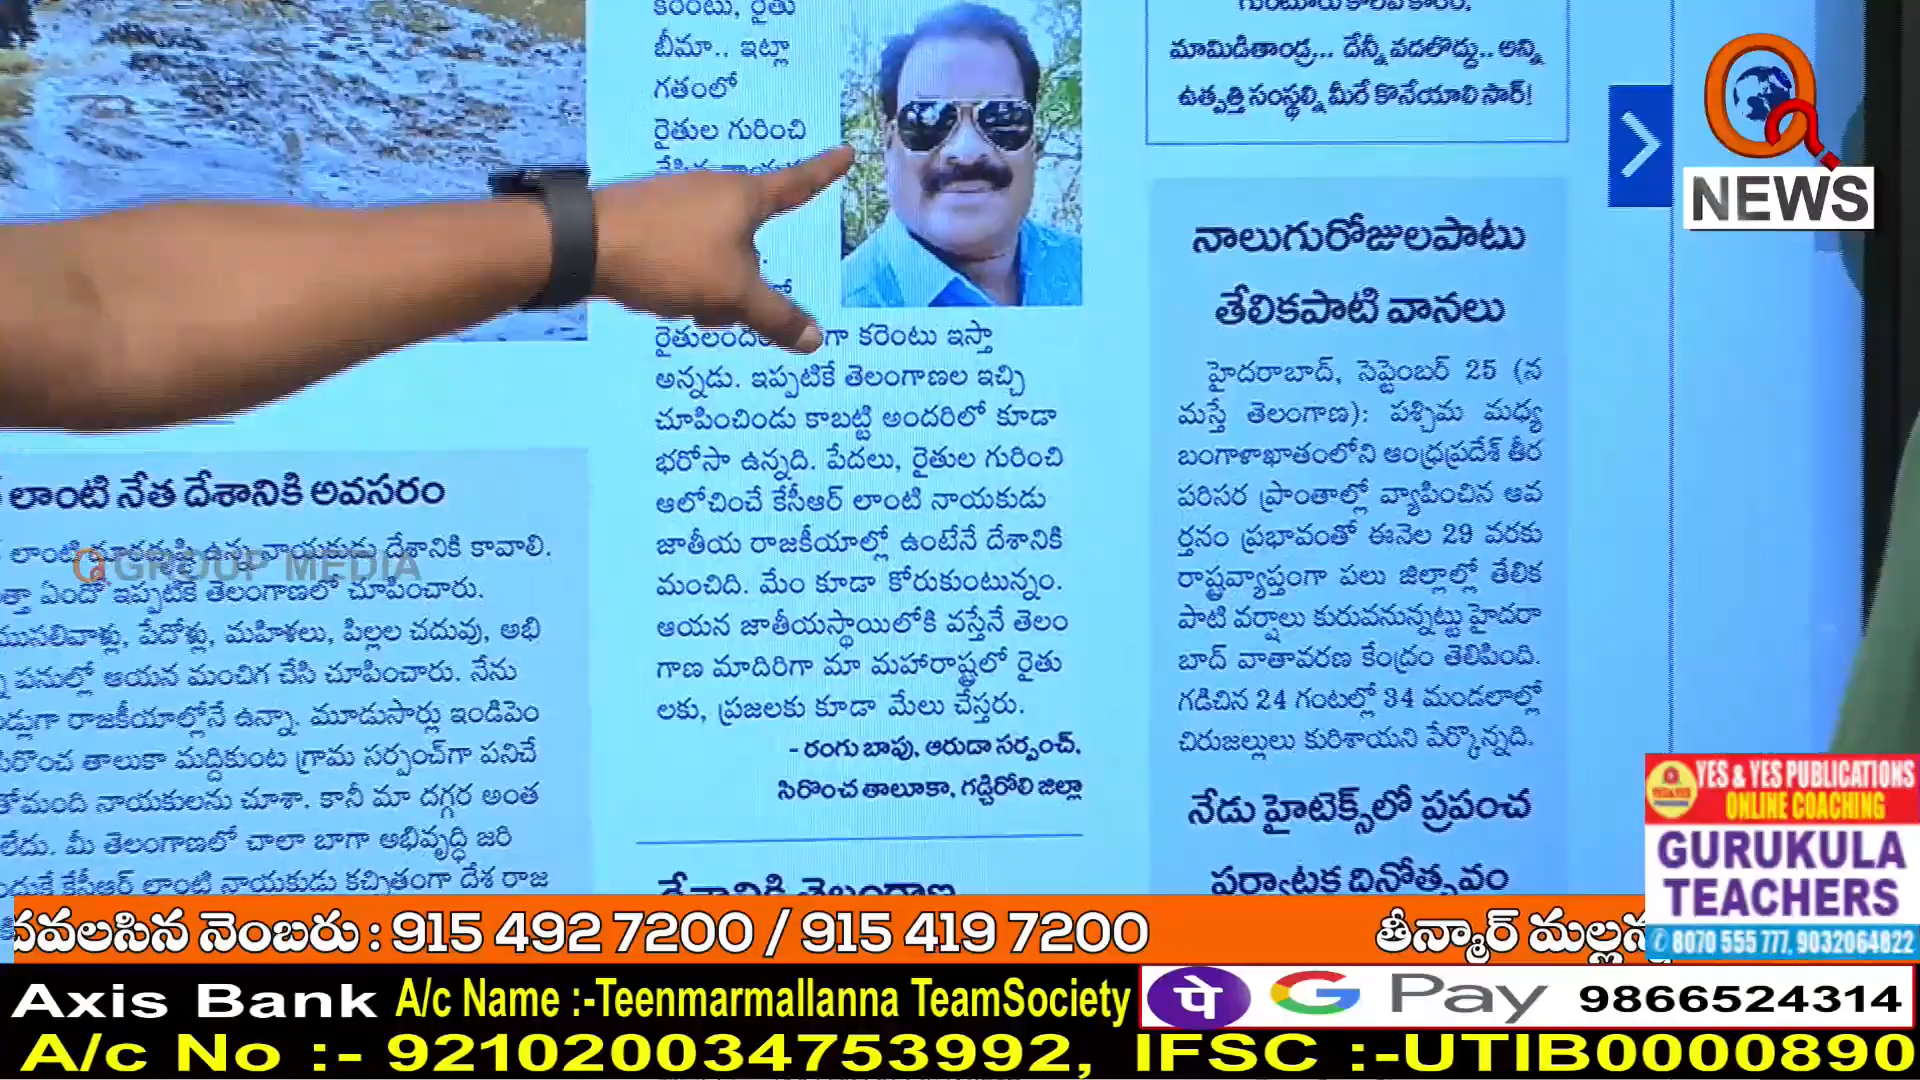 కరెంటు, రైతు
బీమా.. ఇట్లా
గతంలో
రైతుల గురించి
కరెంటు ఇస్తా
అన్నడు. ఇప్పటికే తెలంగాణల ఇచ్చి
చూపించిండు కాబట్టి అందరిలో కూడా
భరోసా ఉన్నది. పేదలు, రైతుల గురించి
ఆలోచించే కేసీఆర్ లాంటి నాయకుడు
జాతీయ రాజకీయాల్లో ఉంటేనే దేశానికి
మంచిది. మేం కూడా కోరుకుంటున్నం.
ఆయన జాతీయస్థాయిలోకి వస్తేనే తెలం
గాణ మాదిరిగా మా మహారాష్ట్రలో రైతు
లకు, ప్రజలకు కూడా మేలు చేస్తరు.
- రంగు బాపు, ఆరుడా సర్పంచ్,
సిరొంచ తాలూకా, గడ్చిరోలి జిల్లా
లాంటి నేత దేశానికి అవసరం
లాంటి ఉన్న నాయకుడు దేశానికి కావాలి.
ఏందో ఇప్పటికే తెలంగాణలో చూపించారు.
ముసలివాళ్లు, పేదోళ్లు, మహిళలు, పిల్లల చదువు, అభి
పనుల్లో ఆయన మంచిగ చేసి చూపించారు. నేను
రాజకీయాల్లోనే ఉన్నా. మూడుసార్లు ఇండిపెం
తాలుకా మద్దికుంట గ్రామ సర్పంచ్‌గా పనిచే
నాయకులను చూశా. కానీ మా దగ్గర అంత
లేదు. మీ తెలంగాణలో చాలా బాగా అభివృద్ధి జరి
కేసీఆర్ లాంటి నాయకుడు కచ్చితంగా దేశ రాజ
మామిడితాండ్ర... దేన్నీ వదలొద్దు.. అన్ని
ఉత్పత్తి సంస్థల్ని మీరే కొనేయాలి సార్!
నాలుగురోజులపాటు
తేలికపాటి వానలు
హైదరాబాద్, సెప్టెంబర్ 25 (న
మస్తే తెలంగాణ): పశ్చిమ మధ్య
బంగాళాఖాతంలోని ఆంధ్రప్రదేశ్ తీర
పరిసర ప్రాంతాల్లో వ్యాపించిన ఆవ
ర్తనం ప్రభావంతో ఈనెల 29 వరకు
రాష్ట్రవ్యాప్తంగా పలు జిల్లాల్లో తేలిక
పాటి వర్షాలు కురువనున్నట్టు హైదరా
బాద్ వాతావరణ కేంద్రం తెలిపింది.
గడిచిన 24 గంటల్లో 34 మండలాల్లో
చిరుజల్లులు కురిశాయని పేర్కొన్నది.
నేడు హైటెక్స్‌లో ప్రపంచ
పర్యాటక దినోత్సవం
NEWS
GROUP MEDIA
YES & YES PUBLICATIONS
ONLINE COACHING
GURUKULA
TEACHERS
8070 555 777, 9032064822
నెంబరు : 915 492 7200 / 915 419 7200
తీన్మార్
Axis Bank A/c Name :-Teenmarmallanna TeamSociety
पे G Pay 9866524314
A/c No :- 921020034753992, IFSC :-UTIB0000890